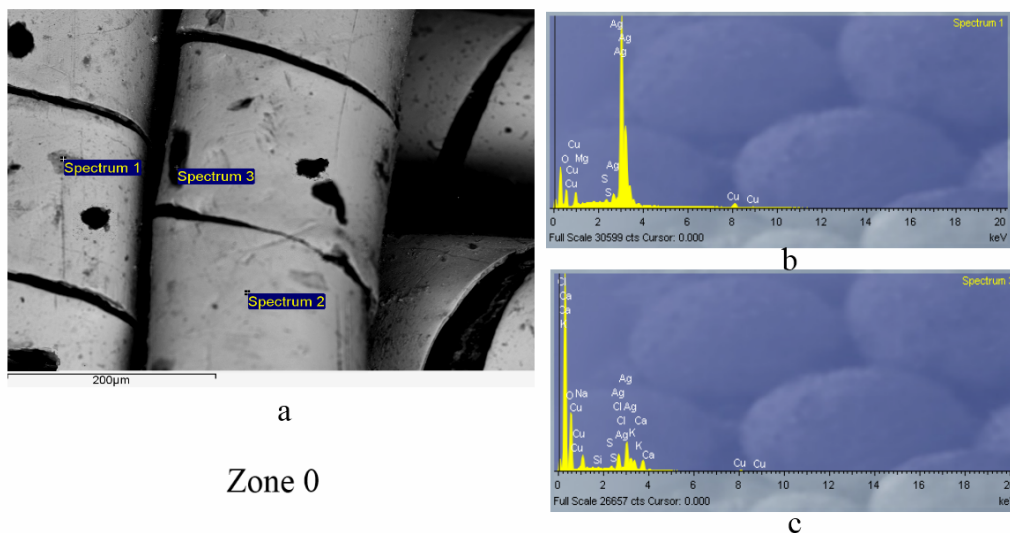 Spectrum 1
Spectrum 3
Spectrum 2
200µm
a
Zone 0
Spectrum 1
Ag
Ag
Ag
Cu
O Mg
Cu
Cu
Ag
S
S
Cu
Cu
0 2 4 6 8 10 12 14 16 18 20
Full Scale 30599 cts Cursor: 0.000 keV
b
Spectrum
Ca
Ca
K
O Na
Cu
Cu
Cu
Si
S
S
Ag
Ag
Cl Ag
Cl Ca
Ag K
K
Ca
Cu
Cu
0 2 4 6 8 10 12 14 16 18
Full Scale 26657 cts Cursor: 0.000
c